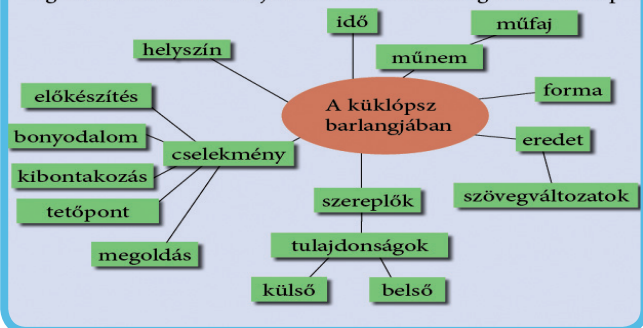 idő
műfaj
helyszín
műnem
előkészítés
forma
A küklópsz
barlangjában
bonyodalom
eredet
cselekmény
kibontakozás
szereplők
szövegváltozatok
tetőpont
tulajdonságok
megoldás
külső
belső